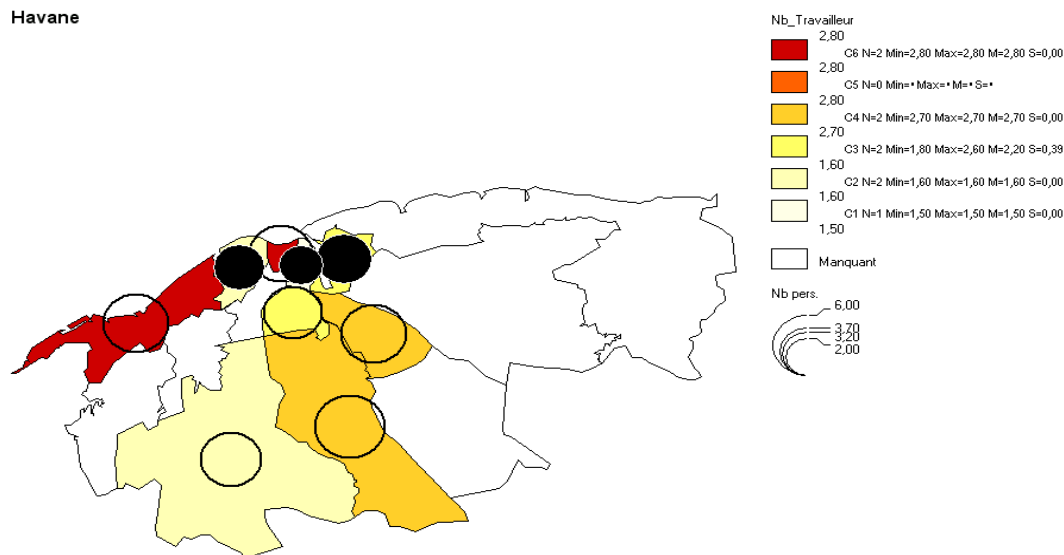 Havane
Nb_Travailleur
2,80
C6 N=2 Min=2,80 Max=2,80 M=2,80 S=0,00
2,80
C5 N=0 Min=• Max=• M=• S=•
2,80
C4 N=2 Min=2,70 Max=2,70 M=2,70 S=0,00
2,70
C3 N=2 Min=1,80 Max=2,60 M=2,20 S=0,39
1,60
C2 N=2 Min=1,60 Max=1,60 M=1,60 S=0,00
1,60
C1 N=1 Min=1,50 Max=1,50 M=1,50 S=0,00
1,50
Manquant
Nb pers.
6,00
3,70
3,20
2,00